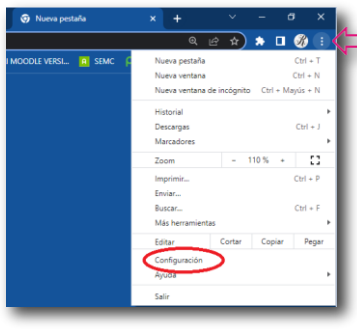 Nueva pestaña
I MOODLE VERSI... SEMC
Nueva pestaña Ctrl + T
Nueva ventana Ctrl + N
Nueva ventana de incógnito Ctrl + Mayús + N
Historial
Descargas Ctrl + J
Marcadores
Zoom - 110 % +
Imprimir... Ctrl + P
Enviar...
Buscar... Ctrl + F
Más herramientas
Editar Cortar Copiar Pegar
Configuración
Ayuda
Salir